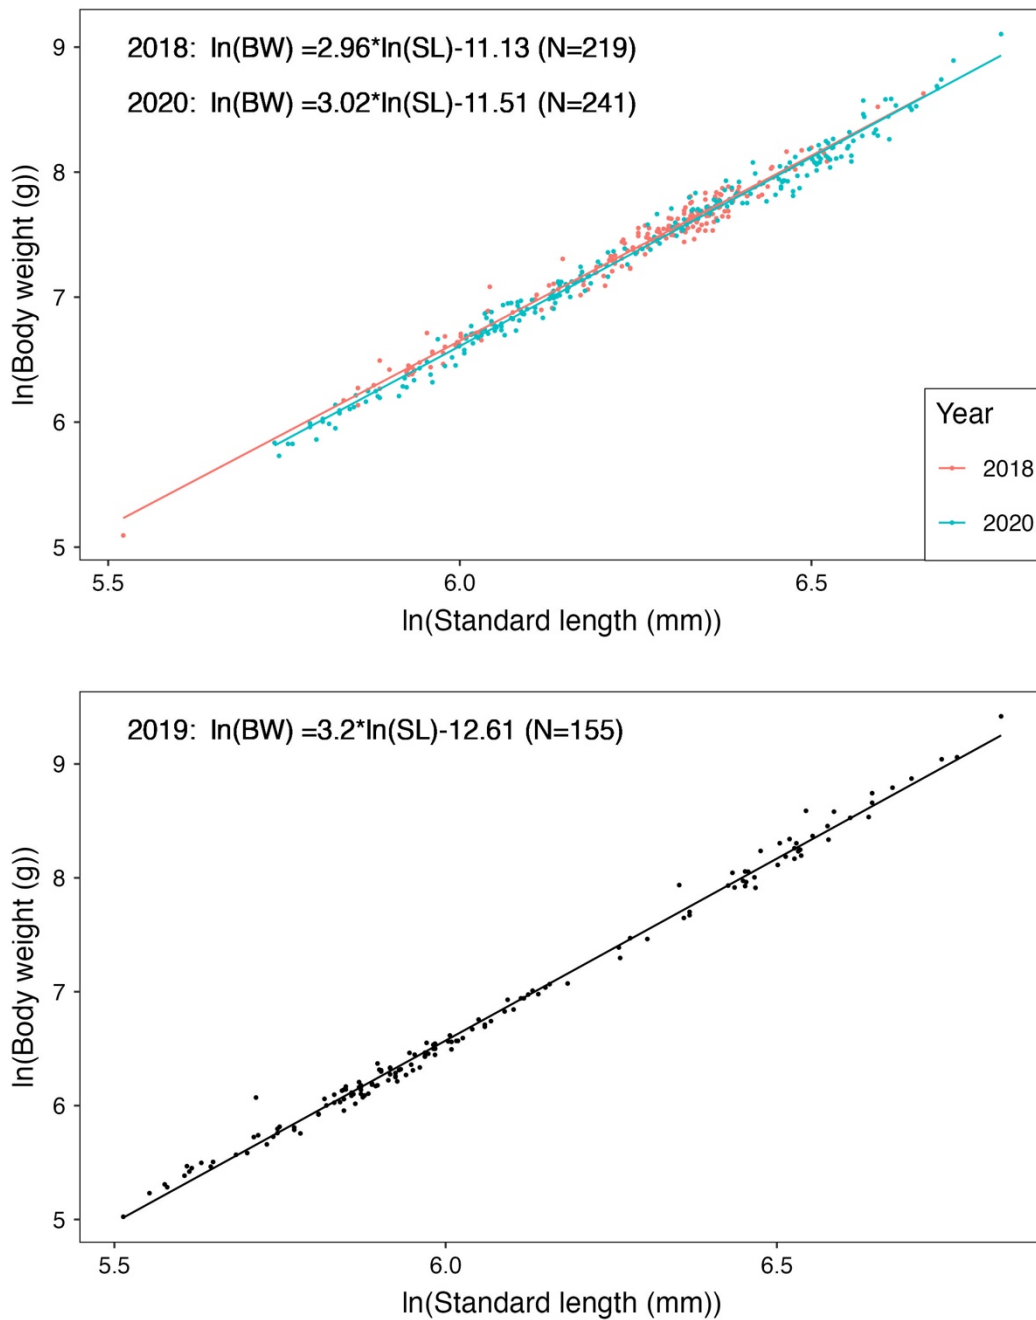 2018: ln(BW) =2.96*ln(SL)-11.13 (N=219)
2020: ln(BW) =3.02*ln(SL)-11.51 (N=241)
ln(Body weight (g))
9
8
7
6
5
Year
2018
2020
5.5 6.0 6.5
ln(Standard length (mm))
2019: ln(BW) =3.2*ln(SL)-12.61 (N=155)
ln(Body weight (g))
9
8
7
6
5
5.5 6.0 6.5
ln(Standard length (mm))